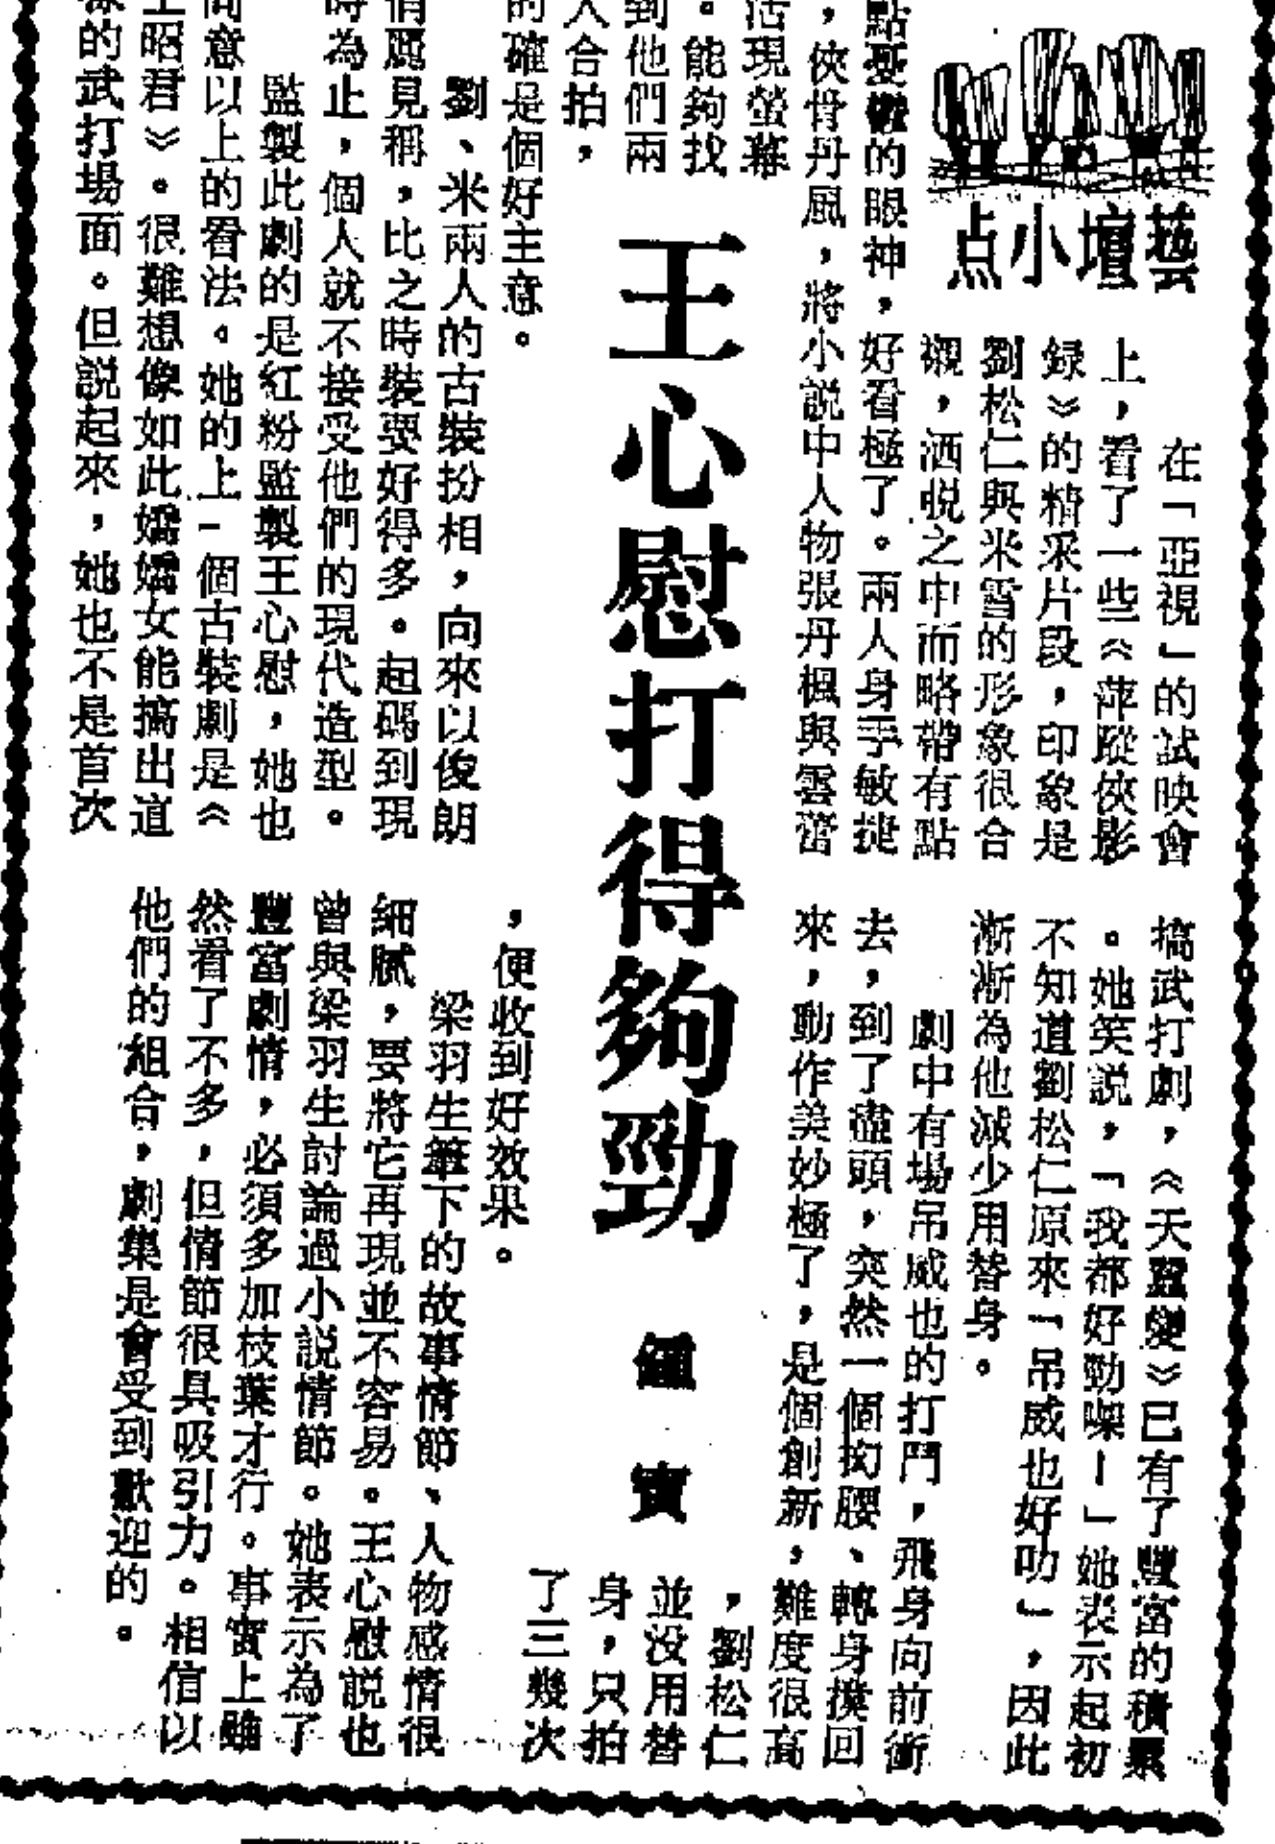 藝壇小点
王心慰打得夠勁
實
在「亞視」的試映會
上，看了一些《萍蹤俠影
録》的精采片段，印象是
劉松仁與米雪的形象很合
襯，洒脱之中而略帶有點
點憂鬱的眼神，好看極了。兩人身手敏捷
，俠骨丹風，將小説中人物張丹楓與雲蕾
活現螢幕
。能夠找
到他們兩
人合拍，
的確是個好主意。
劉、米兩人的古裝扮相，向來以俊朗
俏麗見稱，比之時裝要好得多。起碼到現
時為止，個人就不接受他們的現代造型。
監製此劇的是紅粉監製王心慰，她也
同意以上的看法。她的上一個古裝劇是《
王昭君》。很難想像如此嬌嬌女能搞出這
樣的武打場面。但説起來，她也不是首次
搞武打劇，《天蠶變》已有了豐富的積累
。她笑説，「我都好勁㗎！」她表示起初
不知道劉松仁原來「吊威也好叻」，因此
漸漸為他減少用替身。
劇中有場吊威也的打鬥，飛身向前衝
去，到了盡頭，突然一個拗腰、轉身撲回
來，動作美妙極了，是個創新，難度很高
，劉松仁
並没用替
身，只拍
了三幾次
，便收到好效果。
梁羽生筆下的故事情節、人物感情很
細膩，要將它再現並不容易。王心慰説也
曾與梁羽生討論過小説情節。她表示為了
豐富劇情，必須多加枝葉才行。事實上雖
然看了不多，但情節很具吸引力。相信以
他們的組合，劇集是會受到歡迎的。